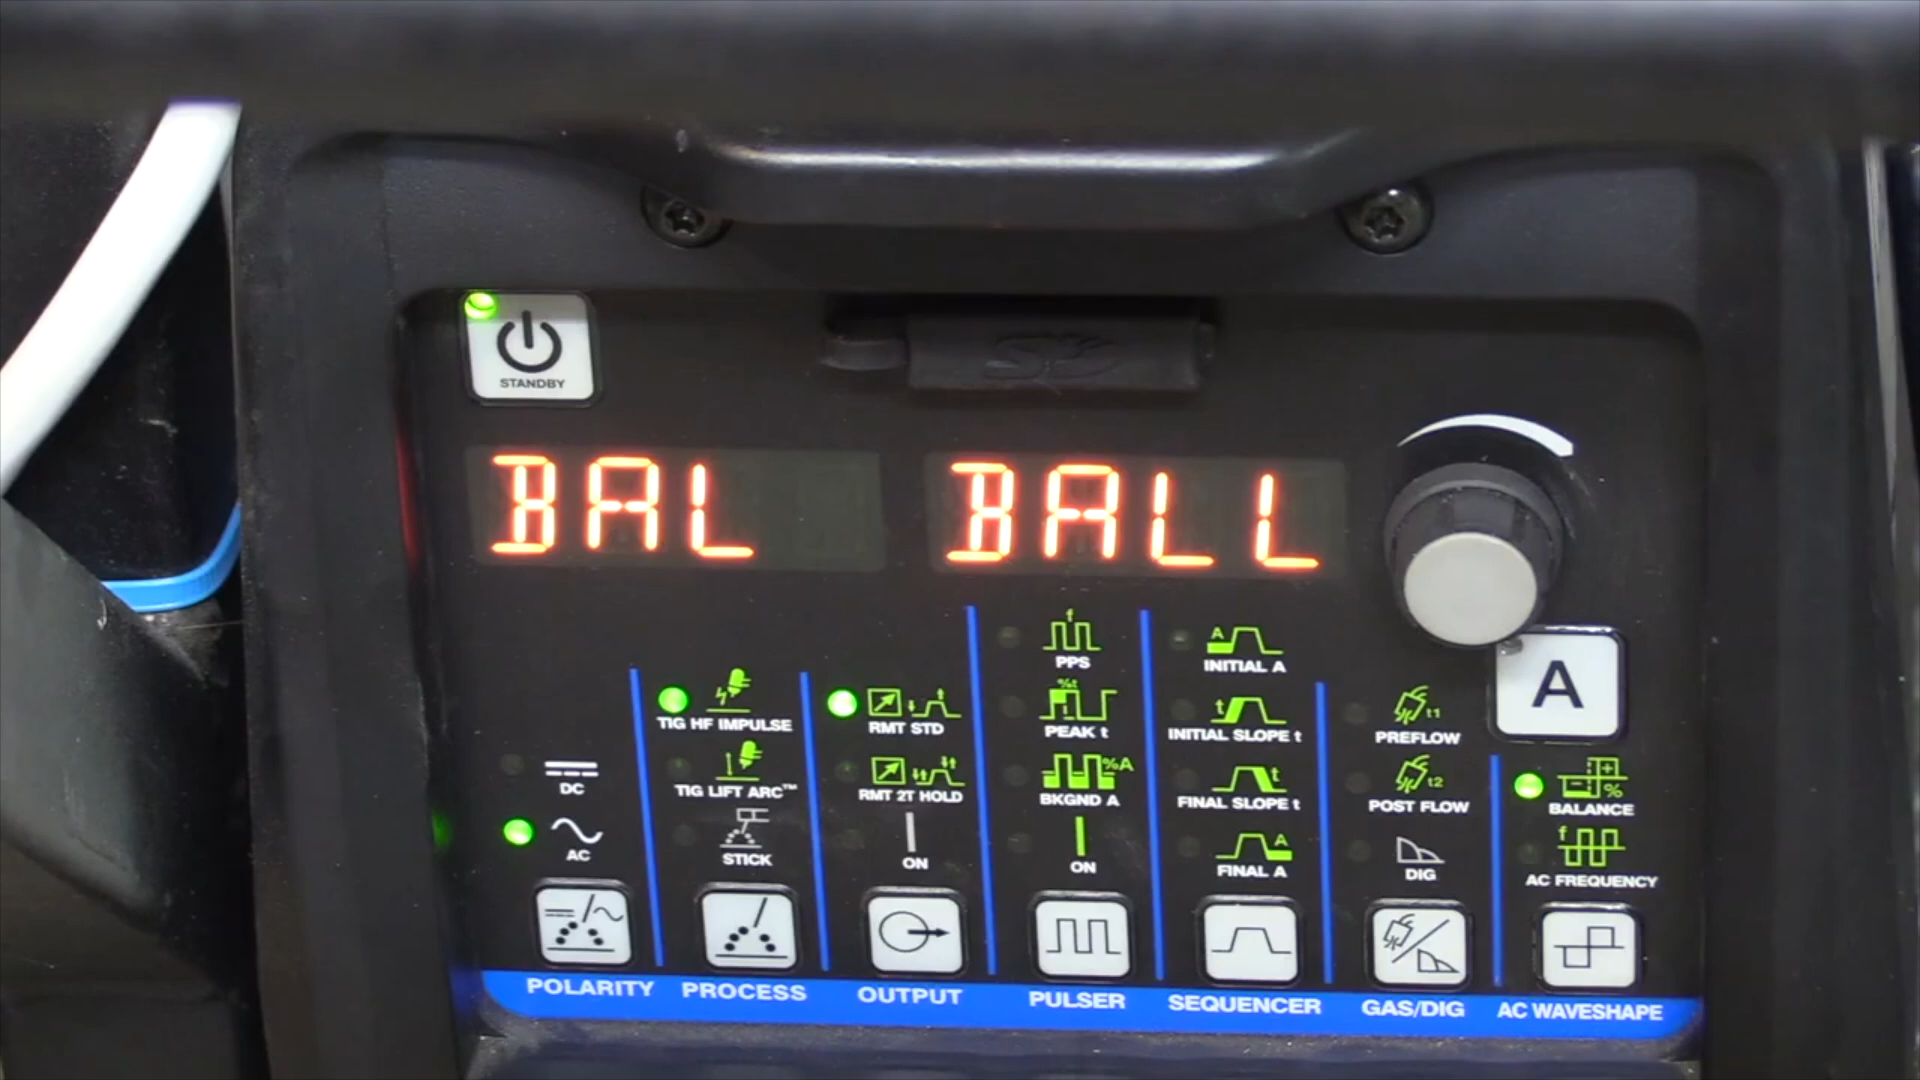 STANDBY
BAL BALL
A
f
PPS
%t
PEAK t
%A
BKGND A
ON
A
INITIAL A
t
INITIAL SLOPE t
t
FINAL SLOPE t
A
FINAL A
TIG HF IMPULSE
TIG LIFT ARC™
STICK
t
RMT STD
RMT 2T HOLD
ON
t1
PREFLOW
t2
POST FLOW
DIG
DC
AC
+
%
BALANCE
f
AC FREQUENCY
POLARITY PROCESS OUTPUT PULSER SEQUENCER GAS/DIG AC WAVESHAPE